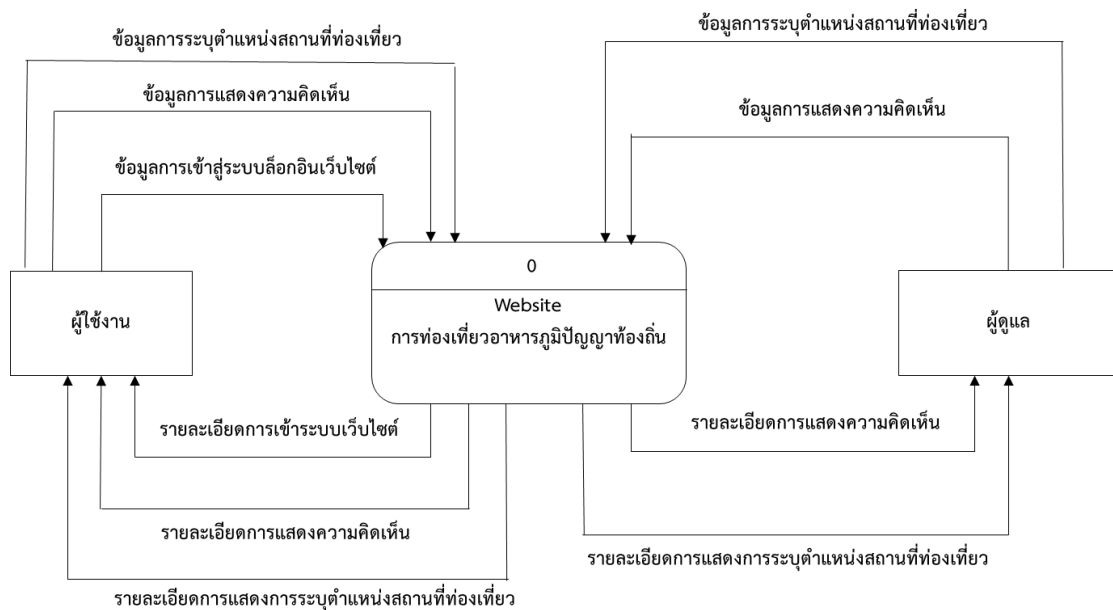 ข้อมูลการระบุตำแหน่งสถานที่ท่องเที่ยว
ข้อมูลการแสดงความคิดเห็น
ข้อมูลการเข้าสู่ระบบล็อกอินเว็บไซต์
ข้อมูลการระบุตำแหน่งสถานที่ท่องเที่ยว
ข้อมูลการแสดงความคิดเห็น
ผู้ใช้งาน
0
Website
การท่องเที่ยวอาหารภูมิปัญญาท้องถิ่น
ผู้ดูแล
รายละเอียดการเข้าระบบเว็บไซต์
รายละเอียดการแสดงความคิดเห็น
รายละเอียดการแสดงการระบุตำแหน่งสถานที่ท่องเที่ยว
รายละเอียดการแสดงความคิดเห็น
รายละเอียดการแสดงการระบุตำแหน่งสถานที่ท่องเที่ยว